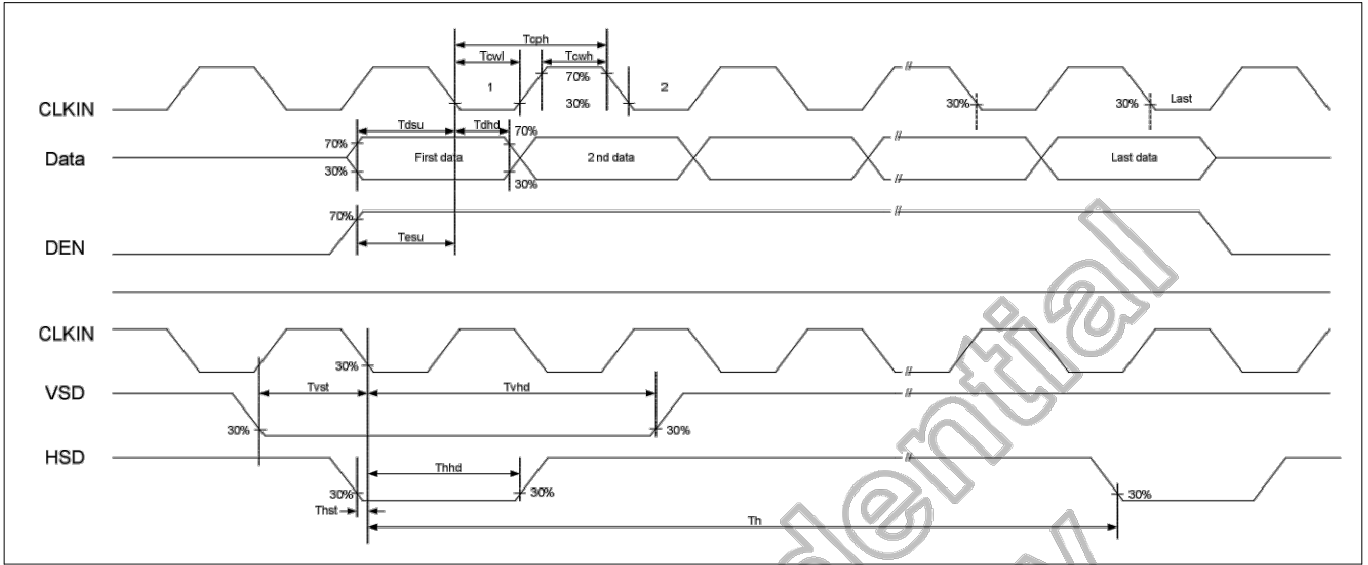 Tcph
Tcwl Tcwh
1 70% 2
CLKIN 30% 30% 30% Last
Tdsu Tdhd 70%
70%
Data First data 2nd data Last data
30% 30%
70%
DEN Tesu
CLKIN
30%
VSD Tvst Tvhd
30% 30%
HSD Thhd
30% 30% 30%
Thst
Th
dential
y